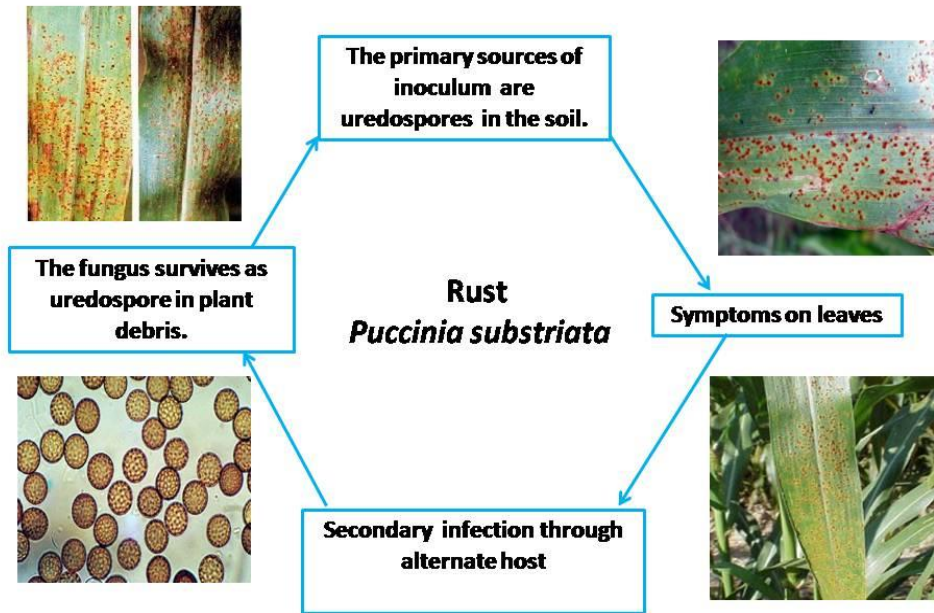 The primary sources of
inoculum are
uredospores in the soil.
The fungus survives as
uredospore in plant
debris.
Rust
Puccinia substriata
Symptoms on leaves
Secondary infection through
alternate host